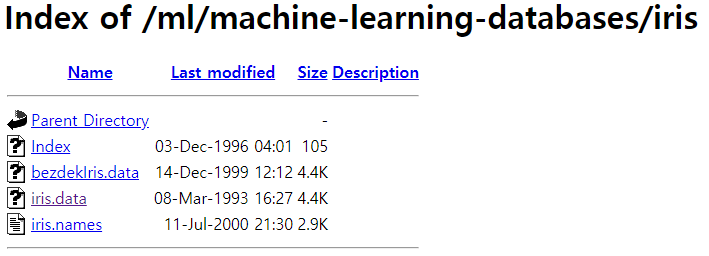 Index of /ml/machine-learning-databases/iris
Name Last modified Size Description
Parent Directory -
Index 03-Dec-1996 04:01 105
bezdekIris.data 14-Dec-1999 12:12 4.4K
iris.data 08-Mar-1993 16:27 4.4K
iris.names 11-Jul-2000 21:30 2.9K